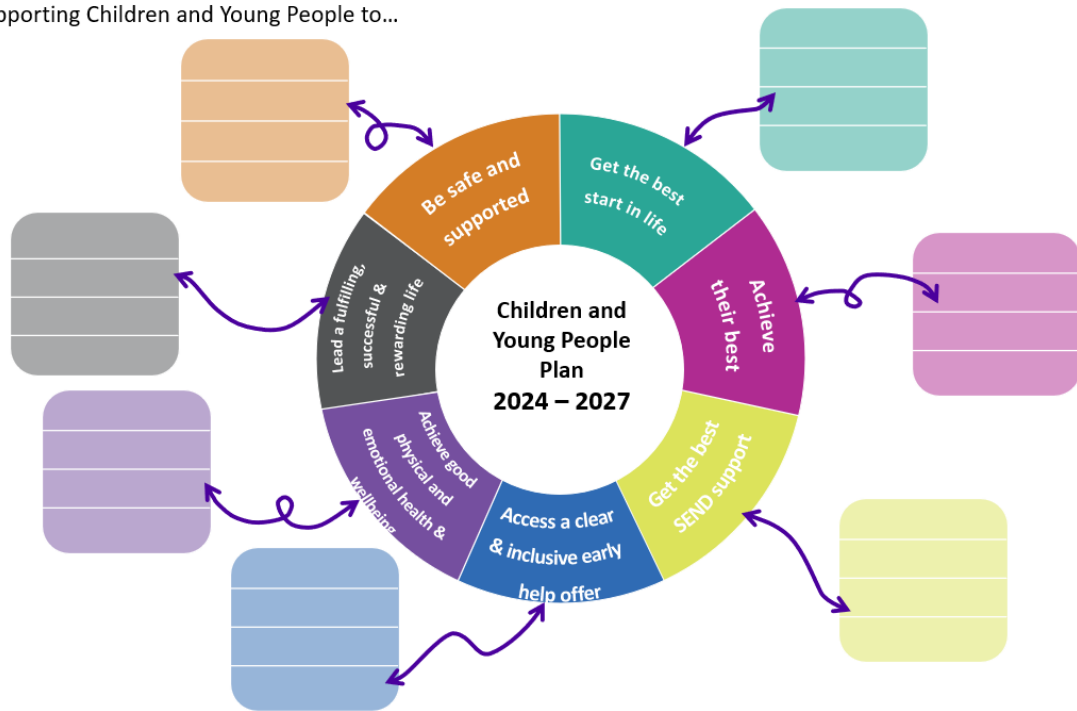 pporting Children and Young People to...
Be safe and
supported
Get the best
start in life
Achieve
their best
Get the best
SEND support
Access a clear
& inclusive early
help offer
Achieve good
physical and
emotional health &
wellbeing
Lead a fulfilling,
successful &
rewarding life
Children and
Young People
Plan
2024 – 2027